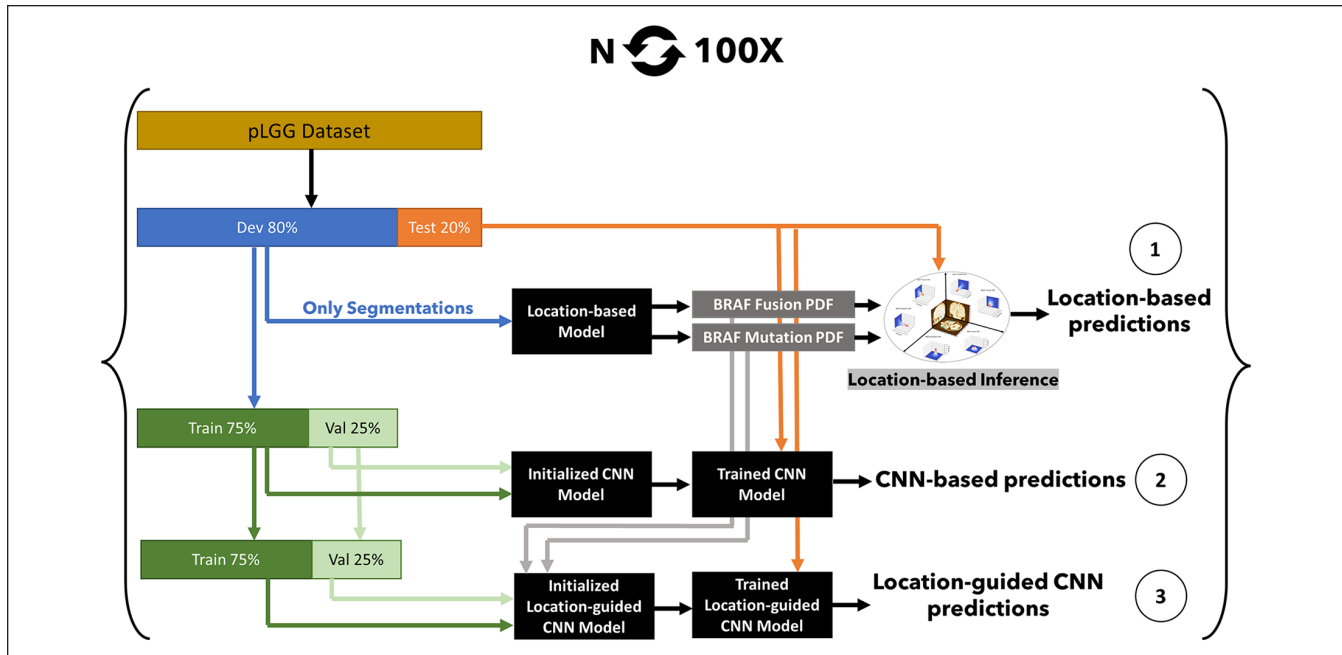 N 100X
pLGG Dataset
Dev 80%
Test 20%
1
Only Segmentations
Location-based
Model
BRAF Fusion PDF
BRAF Mutation PDF
Location-based Inference
Location-based
predictions
Train 75%
Val 25%
Initialized CNN
Model
Trained CNN
Model
CNN-based predictions
2
Train 75%
Val 25%
Initialized
Location-guided
CNN Model
Trained
Location-guided
CNN Model
Location-guided CNN
predictions
3